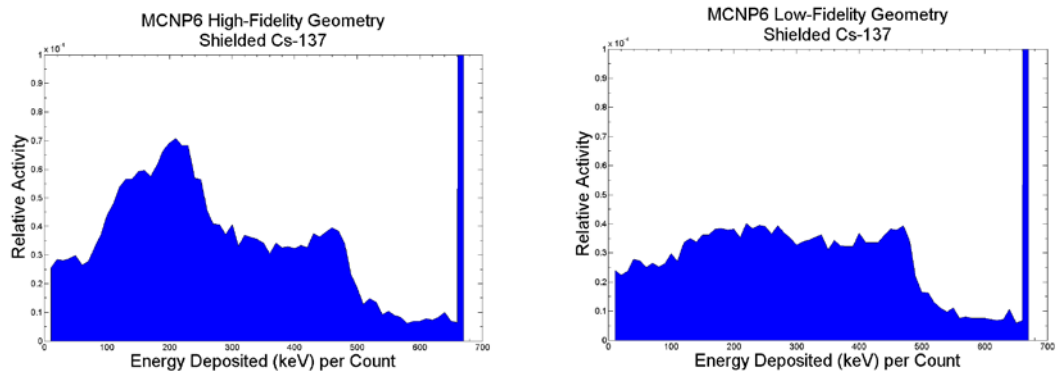 MCNP6 High-Fidelity Geometry
Shielded Cs-137
x 10
1
0.9
0.8
0.7
0.6
0.5
0.4
0.3
0.2
0.1
0
Relative Activity
0 100 200 300 400 500 600 700
Energy Deposited (keV) per Count
MCNP6 Low-Fidelity Geometry
Shielded Cs-137
x 10
1
0.9
0.8
0.7
0.6
0.5
0.4
0.3
0.2
0.1
0
Relative Activity
0 100 200 300 400 500 600 700
Energy Deposited (keV) per Count